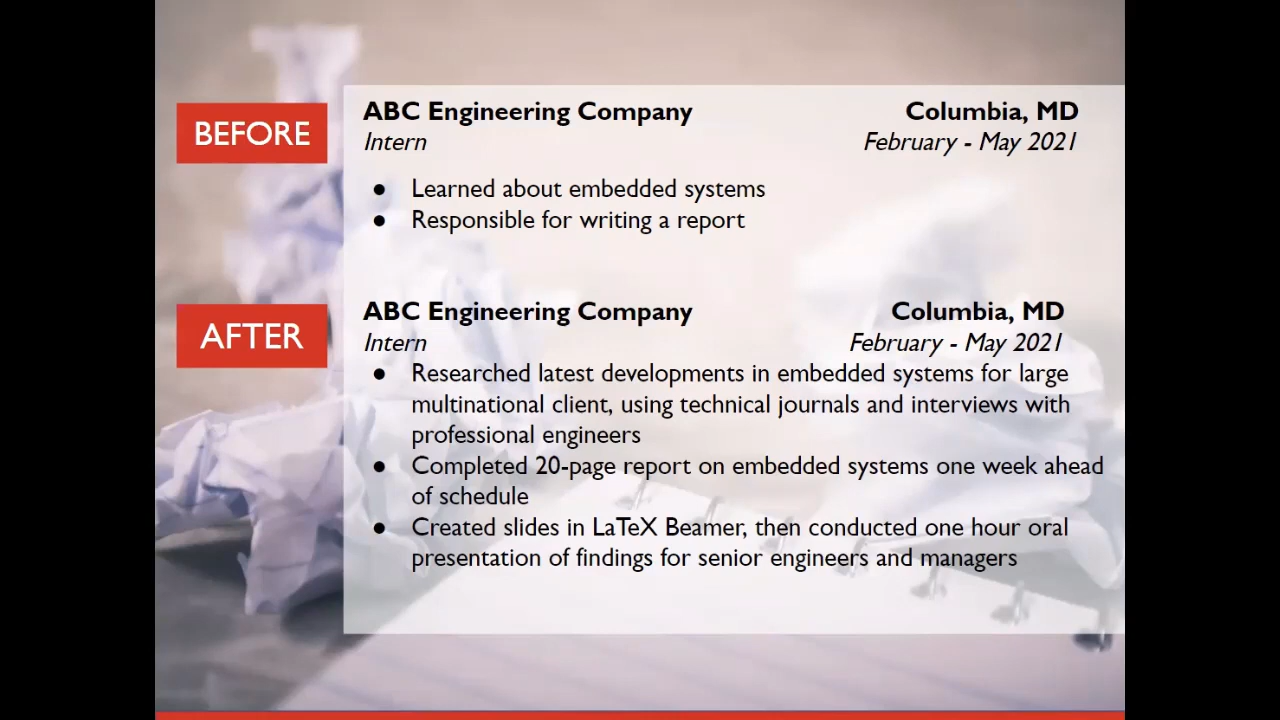 BEFORE
ABC Engineering Company Columbia, MD
Intern February - May 2021
● Learned about embedded systems
● Responsible for writing a report
AFTER
ABC Engineering Company Columbia, MD
Intern February - May 2021
● Researched latest developments in embedded systems for large
multinational client, using technical journals and interviews with
professional engineers
● Completed 20-page report on embedded systems one week ahead
of schedule
● Created slides in LaTeX Beamer, then conducted one hour oral
presentation of findings for senior engineers and managers